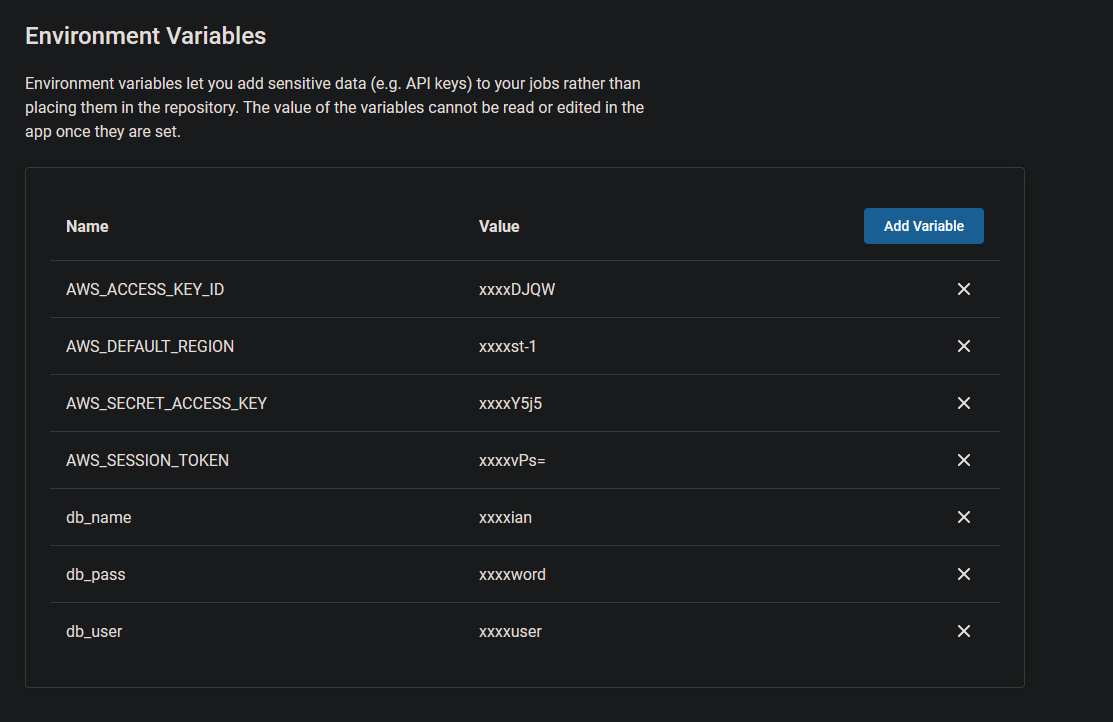 Environment Variables
Environment variables let you add sensitive data (e.g. API keys) to your jobs rather than
placing them in the repository. The value of the variables cannot be read or edited in the
app once they are set.
Name Value Add Variable
AWS_ACCESS_KEY_ID xxxxDJQW
AWS_DEFAULT_REGION xxxxst-1
AWS_SECRET_ACCESS_KEY xxxxY5j5
AWS_SESSION_TOKEN xxxxvPs=
db_name xxxxian
db_pass xxxxword
db_user xxxxuser